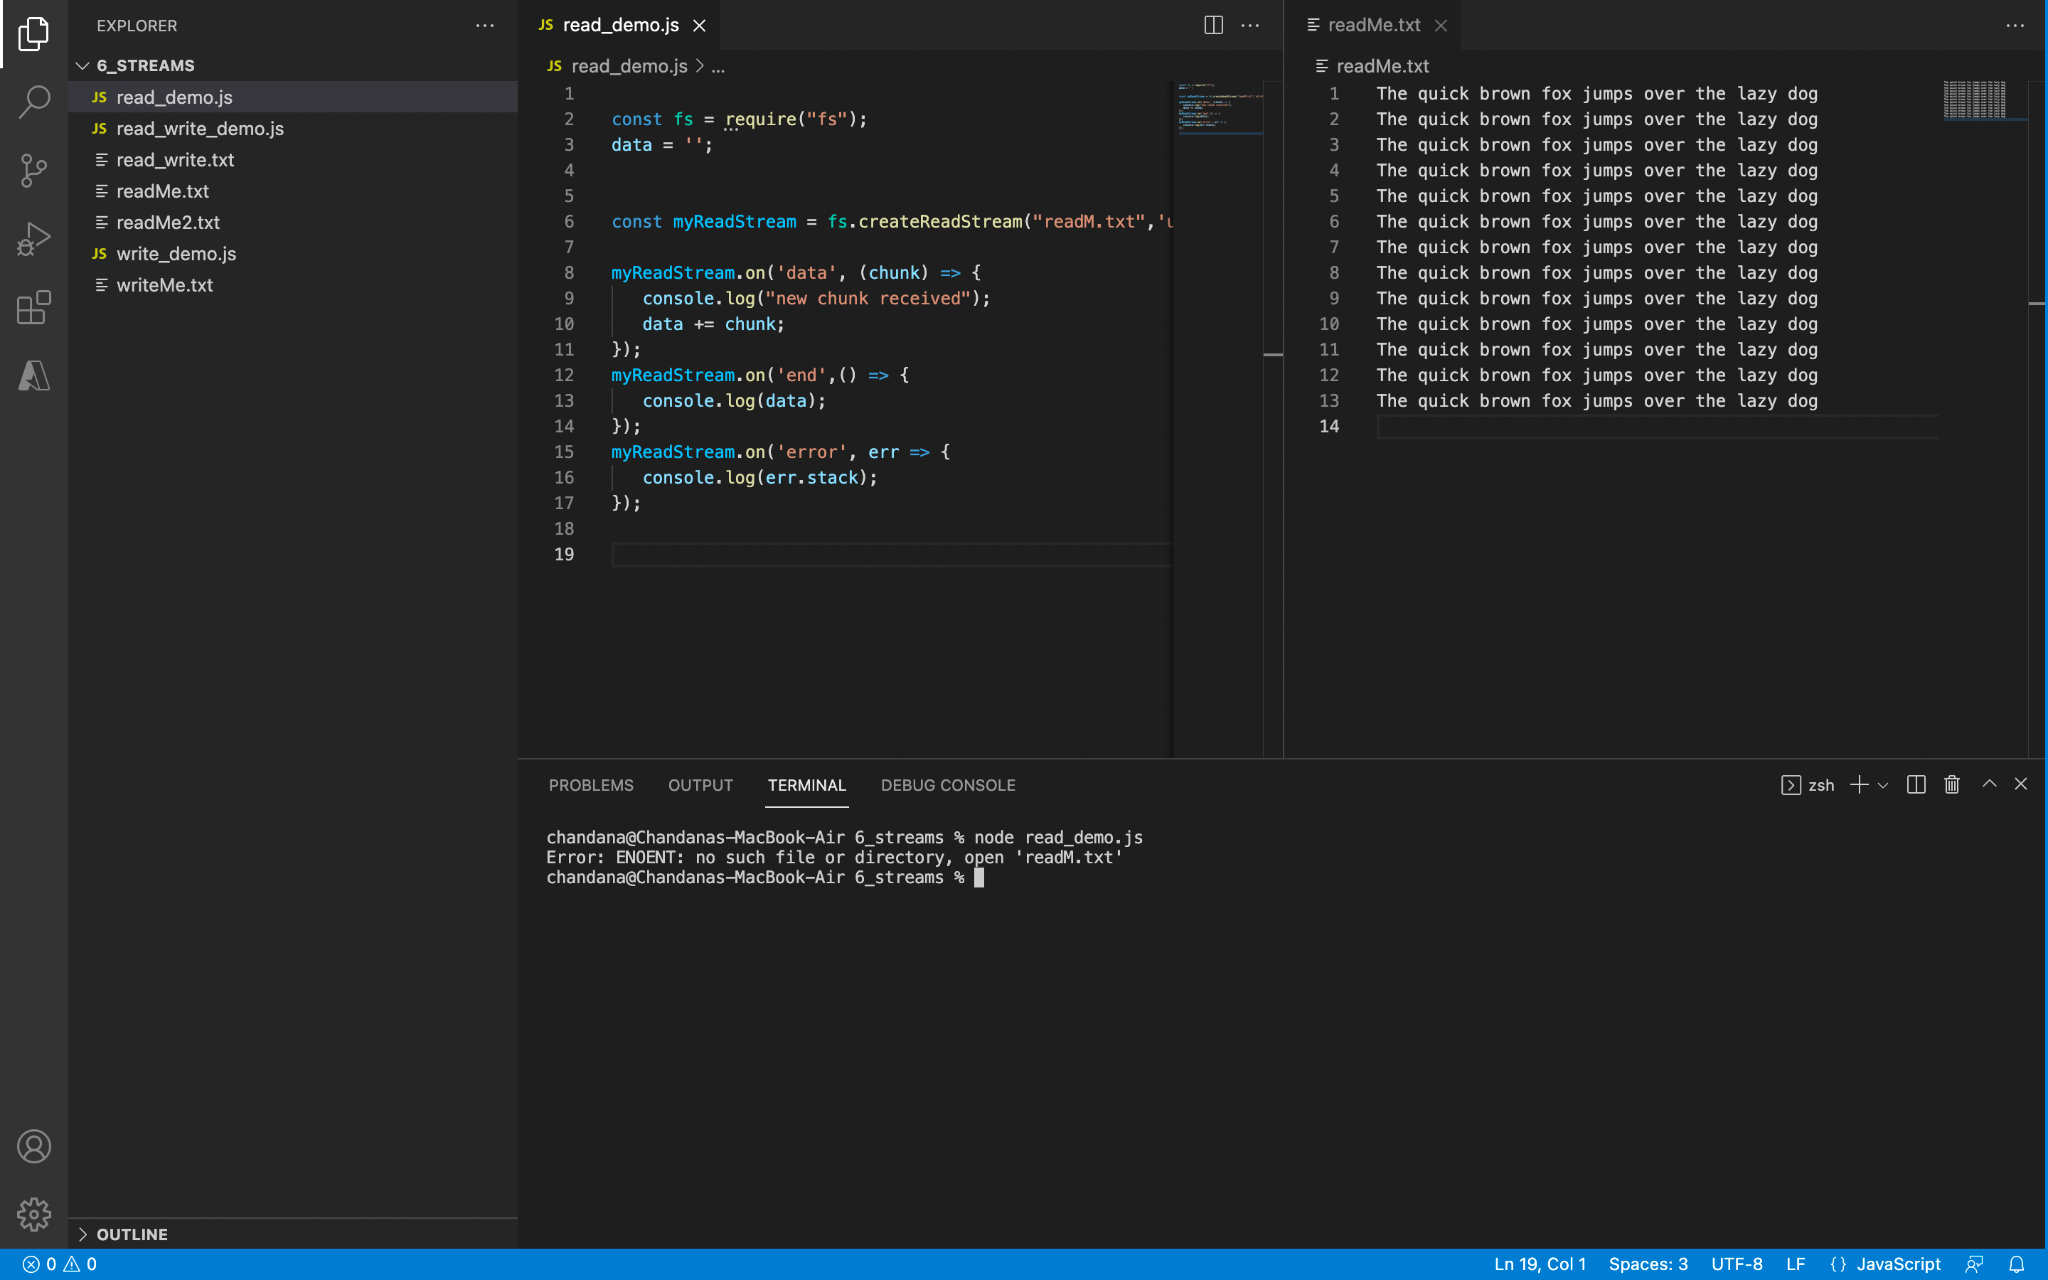 EXPLORER
6_STREAMS
JS read_demo.js
JS read_write_demo.js
read_write.txt
readMe.txt
readMe2.txt
JS write_demo.js
writeMe.txt
OUTLINE
JS read_demo.js
JS read_demo.js > ...
1
2 const fs = require("fs");
3 data = '';
4
5
6 const myReadStream = fs.createReadStream("readM.txt",'u
7
8 myReadStream.on('data', (chunk) => {
9 console.log("new chunk received");
10 data += chunk;
11 });
12 myReadStream.on('end',() => {
13 console.log(data);
14 });
15 myReadStream.on('error', err => {
16 console.log(err.stack);
17 });
18
19
readMe.txt
readMe.txt
1 The quick brown fox jumps over the lazy dog
2 The quick brown fox jumps over the lazy dog
3 The quick brown fox jumps over the lazy dog
4 The quick brown fox jumps over the lazy dog
5 The quick brown fox jumps over the lazy dog
6 The quick brown fox jumps over the lazy dog
7 The quick brown fox jumps over the lazy dog
8 The quick brown fox jumps over the lazy dog
9 The quick brown fox jumps over the lazy dog
10 The quick brown fox jumps over the lazy dog
11 The quick brown fox jumps over the lazy dog
12 The quick brown fox jumps over the lazy dog
13 The quick brown fox jumps over the lazy dog
14
PROBLEMS OUTPUT TERMINAL DEBUG CONSOLE
zsh
chandana@Chandanas-MacBook-Air 6_streams % node read_demo.js
Error: ENOENT: no such file or directory, open 'readM.txt'
chandana@Chandanas-MacBook-Air 6_streams %
0 0
Ln 19, Col 1 Spaces: 3 UTF-8 LF {} JavaScript